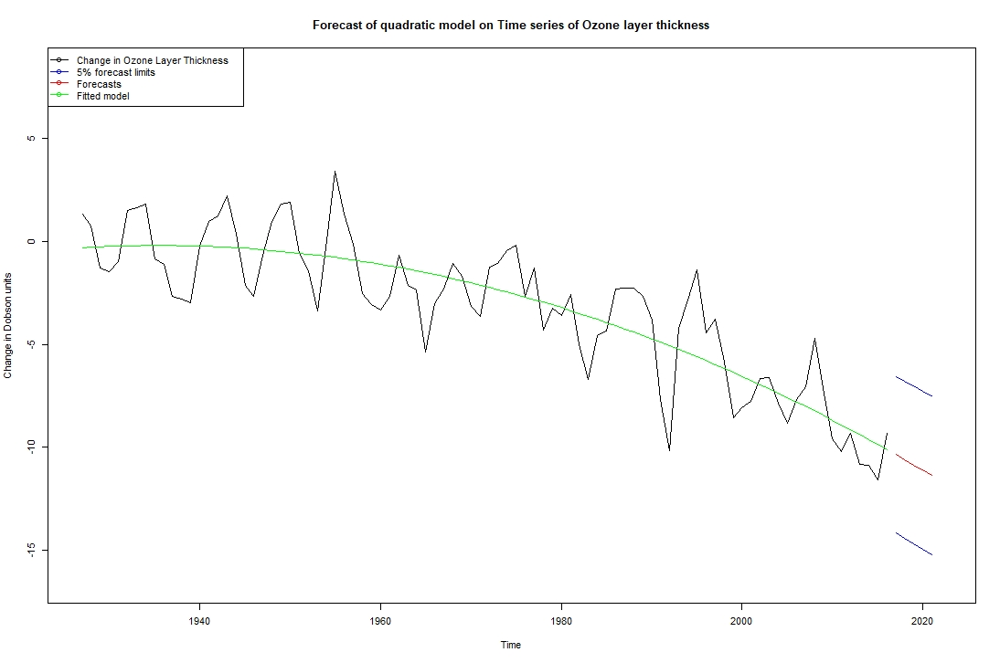 Forecast of quadratic model on Time series of Ozone layer thickness
Change in Ozone Layer Thickness
5% forecast limits
Forecasts
Fitted model
5
0
-5
-10
-15
Change in Dobson units
1940
1960
1980
2000
2020
Time